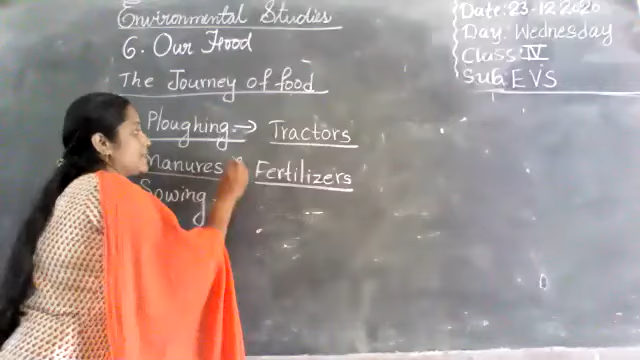 Environmental Studies
6. Our Food
The Journey of food
Ploughing → Tractors
Manures & Fertilizers
Sowing
Date: 23-12-2020
Day: Wednesday
Class IV
Sub: EVS